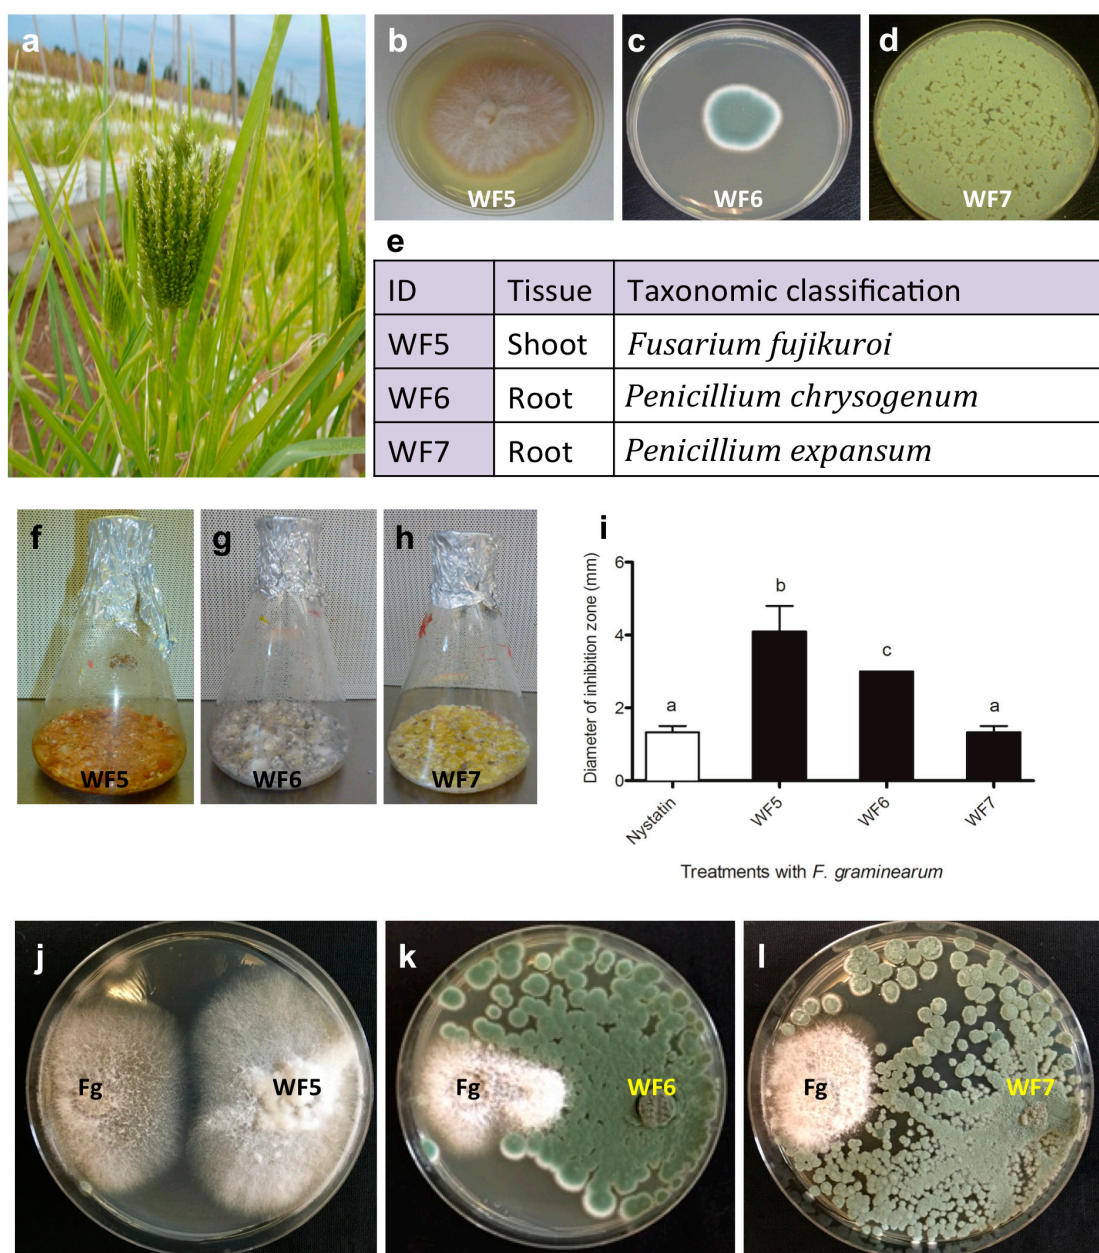 a
b
WF5
c
WF6
d
WF7
e
ID Tissue Taxonomic classification
WF5 Shoot Fusarium fujikuroi
WF6 Root Penicillium chrysogenum
WF7 Root Penicillium expansum
f
WF5
g
WF6
h
WF7
i
Diameter of inhibition zone (mm)
6
4
2
0
a
b
c
a
Nystatin
WF5
WF6
WF7
Treatments with F. graminearum
j
Fg
WF5
k
Fg
WF6
l
Fg
WF7